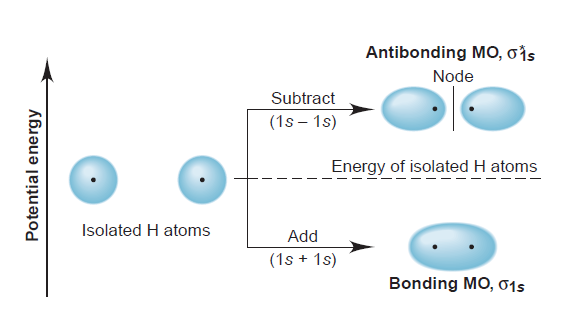 Antibonding MO, σ*1s
Node
Subtract
(1s – 1s)
Potential energy
Energy of isolated H atoms
Isolated H atoms
Add
(1s + 1s)
Bonding MO, σ1s